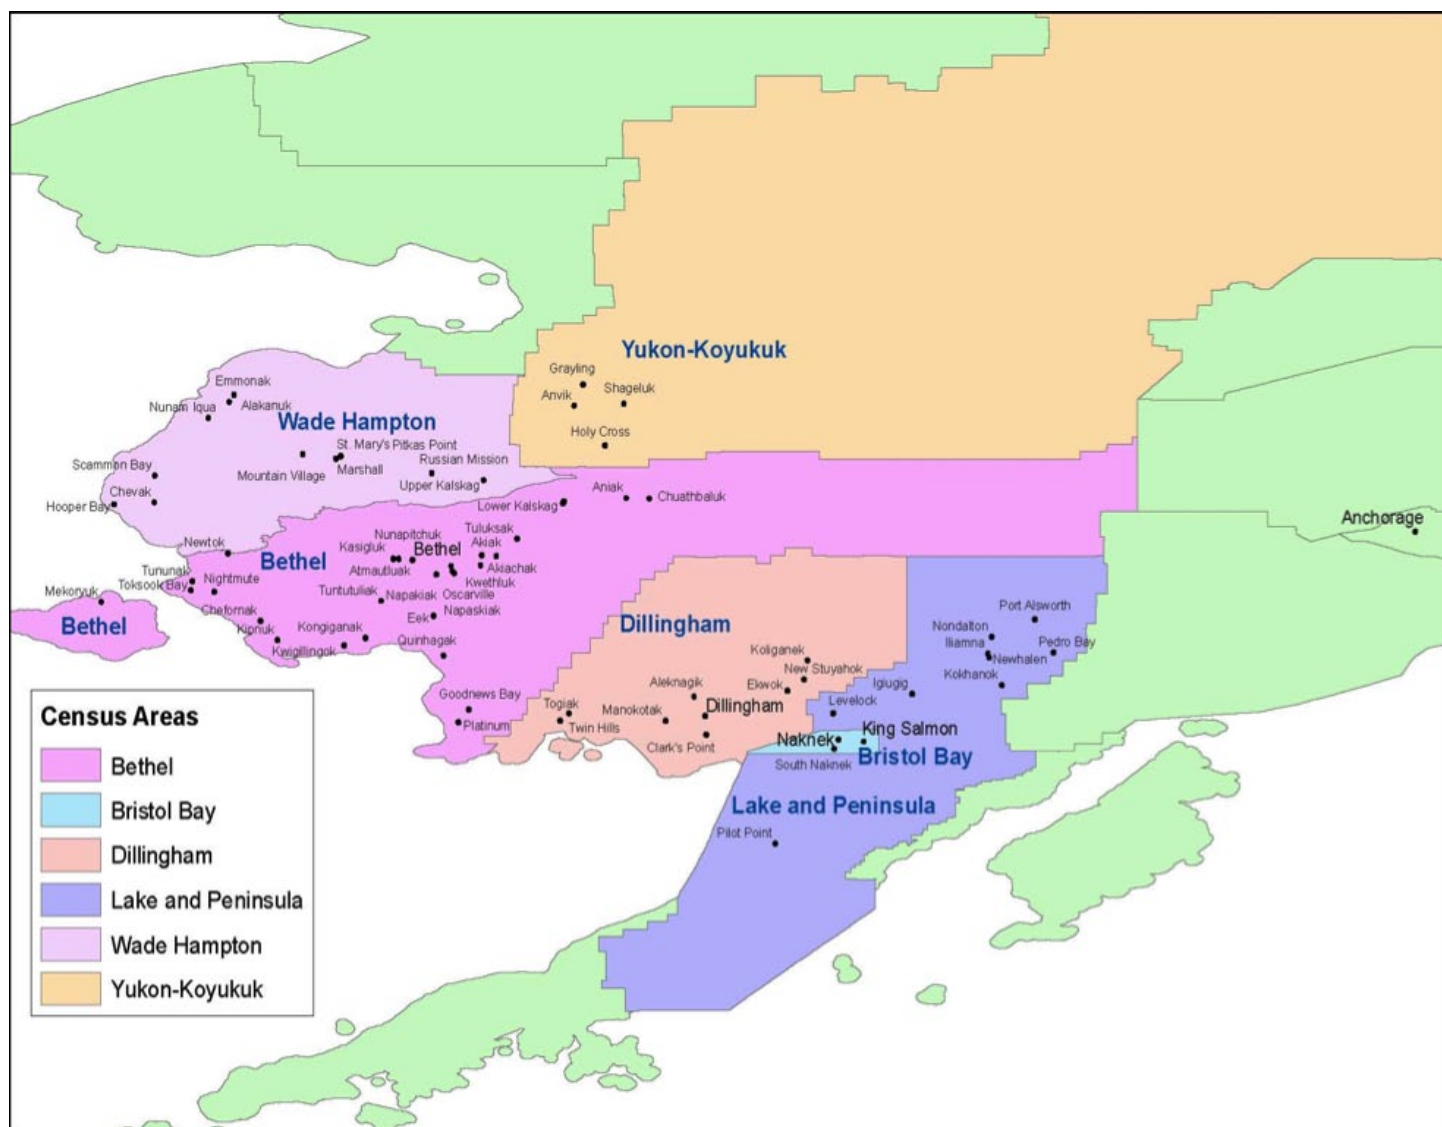 Yukon-Koyukuk
Grayling
Anvik
Shageluk
Holy Cross
Emmonak
Nunam Iqua
Alakanuk
Wade Hampton
St. Mary's Pitkas Point
Mountain Village
Marshall
Russian Mission
Upper Kalskag
Scammon Bay
Chevak
Hooper Bay
Lower Kalskag
Aniak
Chuathbaluk
Anchorage
Newtok
Bethel
Nunapitchuk
Tuluksak
Kasigluk
Bethel
Akiak
Akiachak
Atmautluak
Kwethluk
Tununak
Toksook Bay
Nightmute
Mekoryuk
Bethel
Tuntutuliak
Napakiak
Oscarville
Napaskiak
Eek
Chefornak
Kipnuk
Kongiganak
Kwigillingok
Quinhagak
Dillingham
Port Alsworth
Nondalton
Iliamna
Pedro Bay
Newhalen
Kokhanok
Koliganek
New Stuyahok
Ekwok
Igiugig
Levelock
Aleknagik
Dillingham
Manokotak
Clark's Point
Togiak
Twin Hills
Goodnews Bay
Platinum
King Salmon
Naknek
South Naknek
Bristol Bay
Lake and Peninsula
Pilot Point
Census Areas
Bethel
Bristol Bay
Dillingham
Lake and Peninsula
Wade Hampton
Yukon-Koyukuk